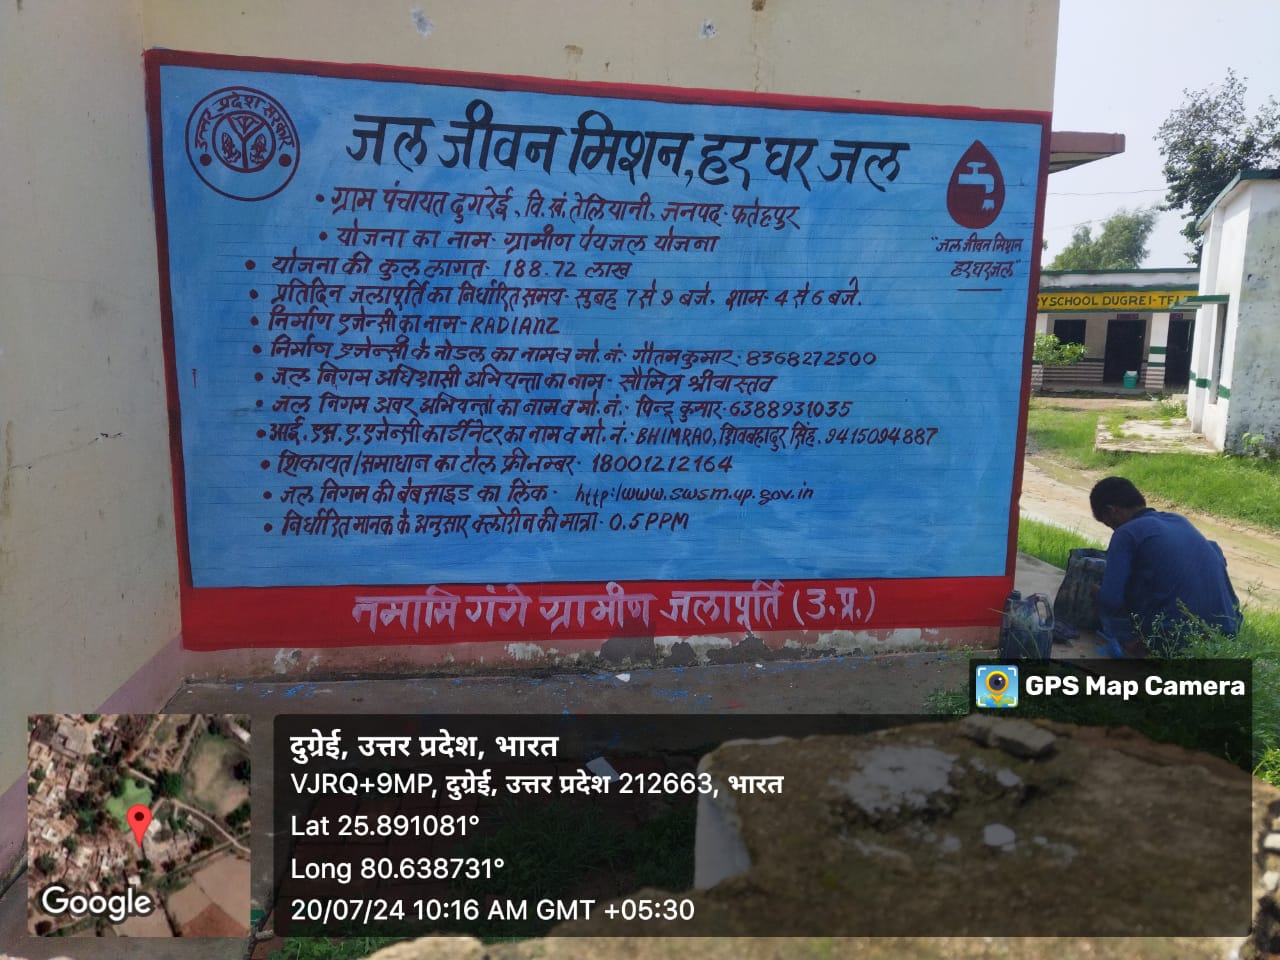 उत्तर प्रदेश सरकार
जल जीवन मिशन, हर घर जल
• ग्राम पंचायत दुगरेई, वि.खं. तेलियानी, जनपद- फतेहपुर
• योजना का नाम- ग्रामीण पेयजल योजना
"जल जीवन मिशन
हर घर जल"
• योजना की कुल लागत- 188.72 लाख
• प्रतिदिन जलापूर्ति का निर्धारित समय- सुबह 7 से 9 बजे, शाम- 4 से 6 बजे.
• निर्माण एजेन्सी का नाम- RADIANZ
• निर्माण एजेन्सी के नोडल का नाम व मो. नं:- गौतम कुमार- 8368272500
• जल निगम अधिशासी अभियन्ता का नाम- सौमित्र श्रीवास्तव
• जल निगम अवर अभियन्ता का नाम व मो. नं:- पिन्टू कुमार- 6388931035
• आई. एस. ए. एजेन्सी कार्डीनेटर का नाम व मो. नं.- BHIMRAO, शिवबहादुर सिंह, 9415094887
• शिकायत/समाधान का टोल फ्री नम्बर- 18001212164
• जल निगम की बेबसाइड का लिंक- http:/www.swsm.up.gov.in
• निर्धारित मानक के अनुसार क्लोरीन की मात्रा- 0.5 PPM
नमामि गंगे ग्रामीण जलापूर्ति (उ.प्र.)
RY SCHOOL DUGREI-TEL
GPS Map Camera
दुग्रेई, उत्तर प्रदेश, भारत
VJRQ+9MP, दुग्रेई, उत्तर प्रदेश 212663, भारत
Lat 25.891081°
Long 80.638731°
20/07/24 10:16 AM GMT +05:30
Google